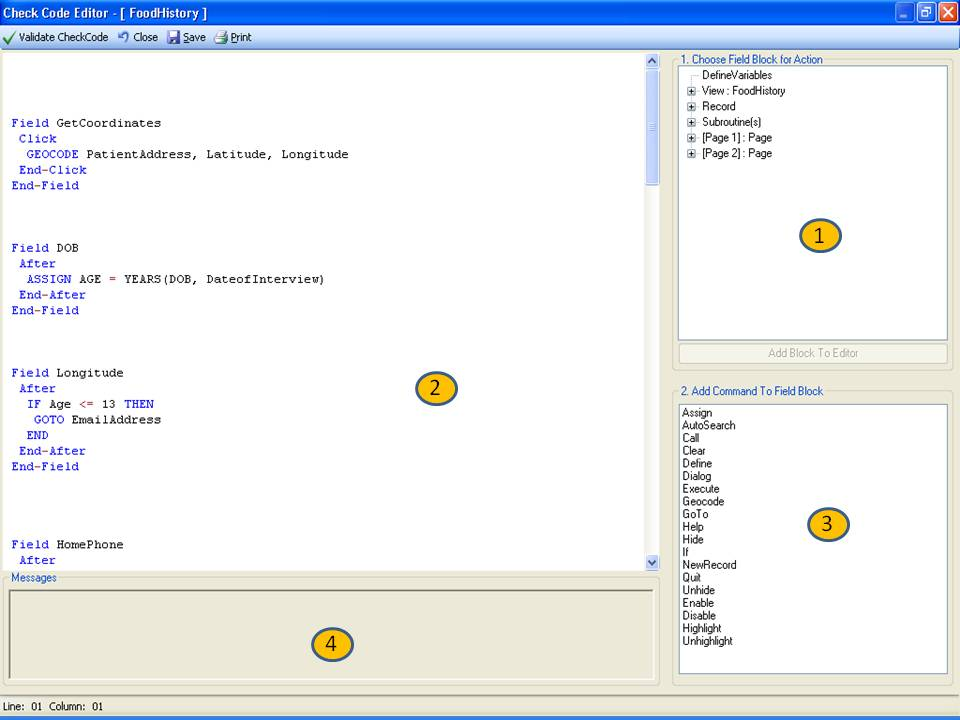 Check Code Editor - [ FoodHistory ]
Validate CheckCode Close Save Print
Field GetCoordinates
Click
GEOCODE PatientAddress, Latitude, Longitude
End-Click
End-Field
Field DOB
After
ASSIGN AGE = YEARS(DOB, DateofInterview)
End-After
End-Field
Field Longitude
After
IF Age <= 13 THEN
GOTO EmailAddress
END
End-After
End-Field
Field HomePhone
After
2
Messages
4
1. Choose Field Block for Action
DefineVariables
View : FoodHistory
Record
Subroutine(s)
[Page 1] : Page
[Page 2] : Page
1
Add Block To Editor
2. Add Command To Field Block
Assign
AutoSearch
Call
Clear
Define
Dialog
Execute
Geocode
GoTo
Help
Hide
If
NewRecord
Quit
Unhide
Enable
Disable
Highlight
Unhighlight
3
Line: 01 Column: 01